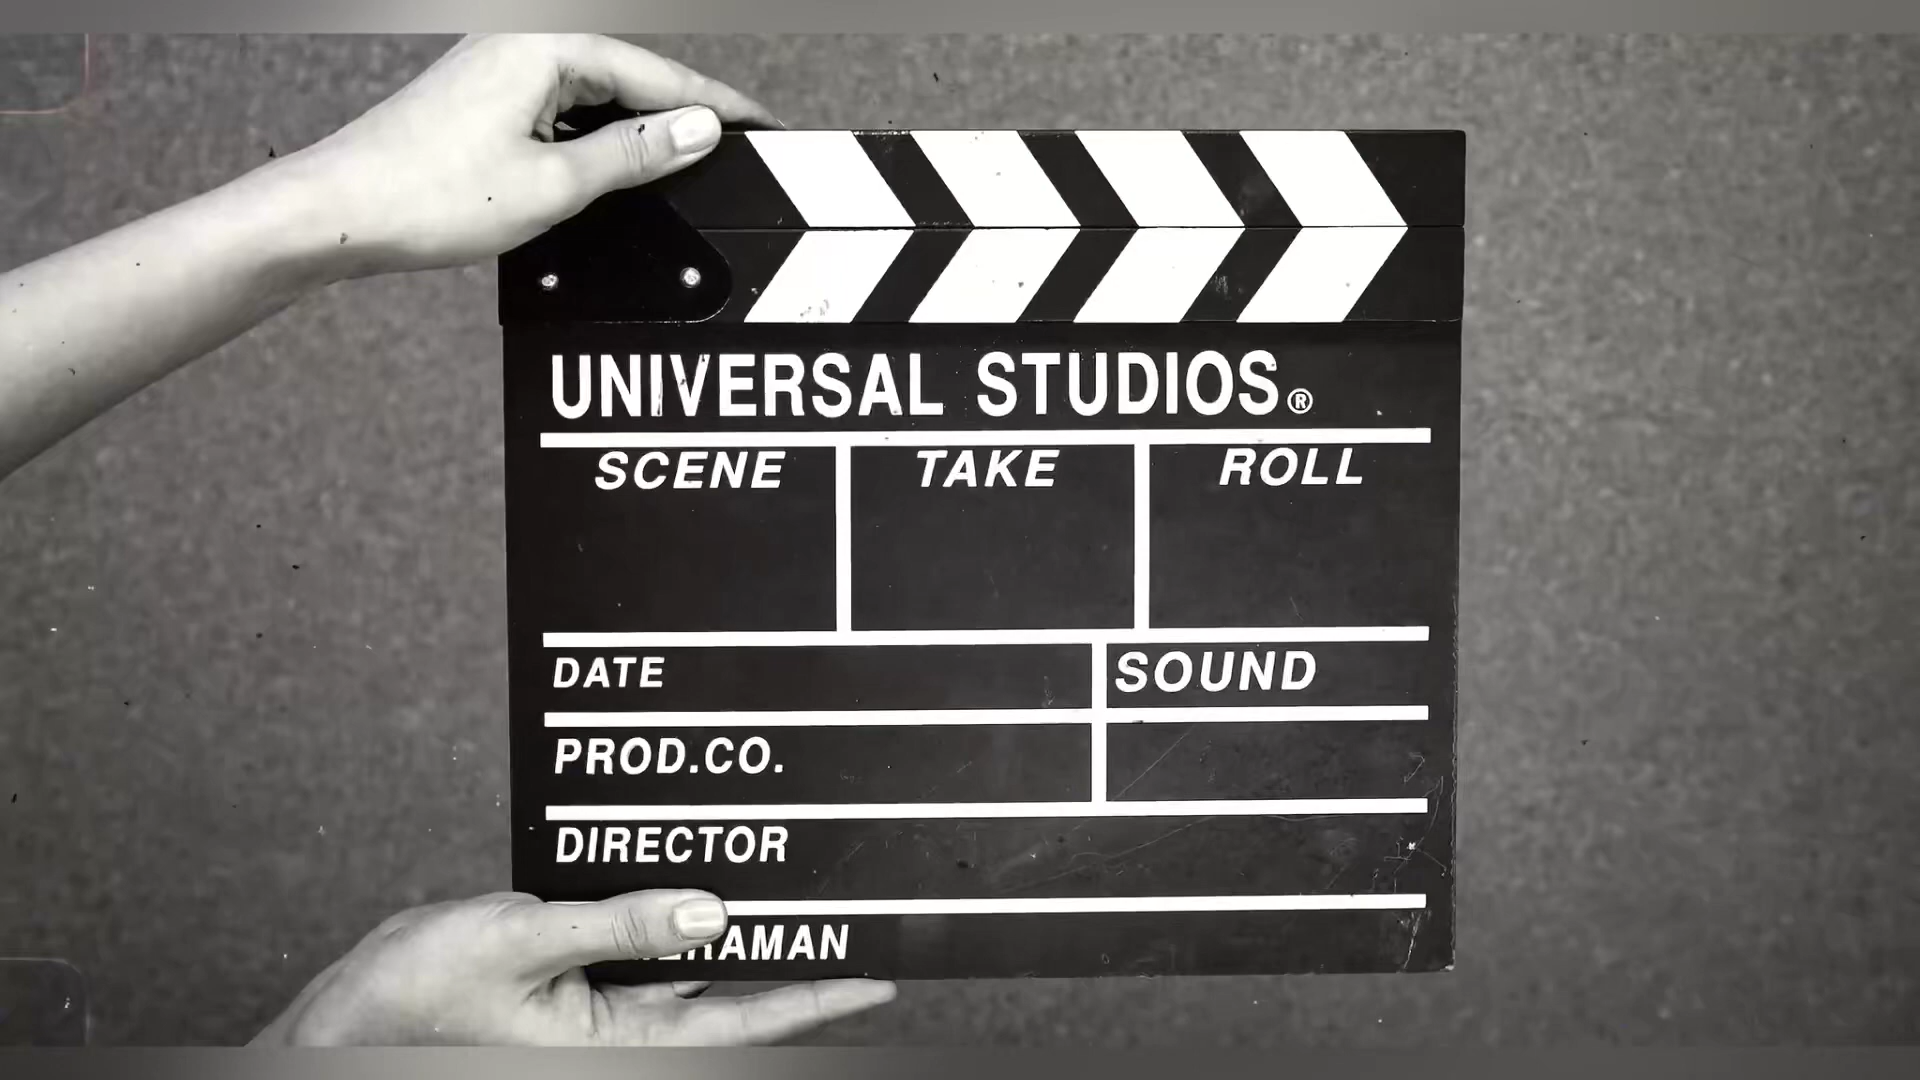 UNIVERSAL STUDIOS®
SCENE TAKE ROLL
DATE SOUND
PROD.CO.
DIRECTOR